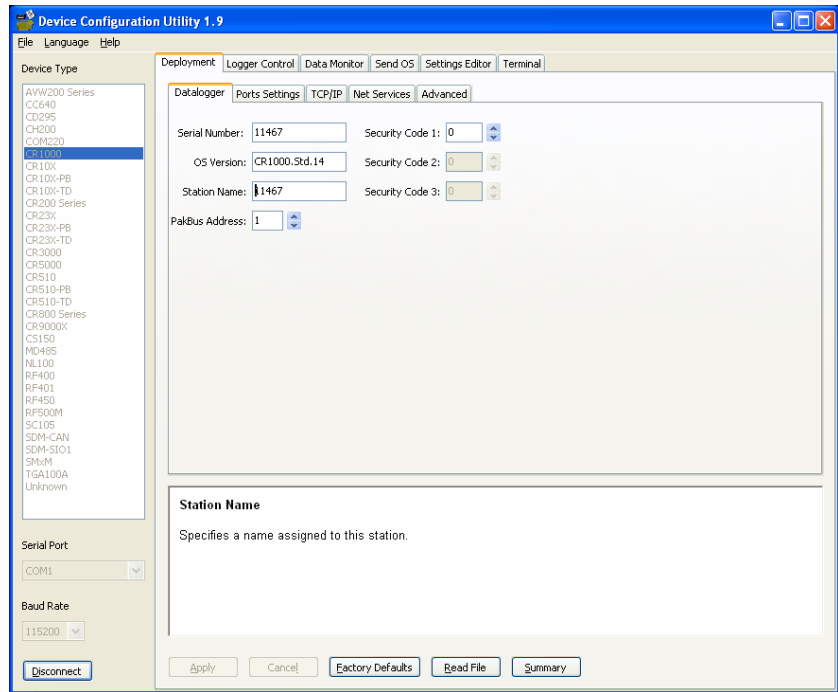 Device Configuration Utility 1.9
File Language Help
Device Type
AVW200 Series
CC640
CD295
CH200
COM220
CR1000
CR10X
CR10X-PB
CR10X-TD
CR200 Series
CR23X
CR23X-PB
CR23X-TD
CR3000
CR5000
CR510
CR510-PB
CR510-TD
CR800 Series
CR9000X
CS150
MD485
NL100
RF400
RF401
RF450
RF500M
SC105
SDM-CAN
SDM-SIO1
SMxM
TGA100A
Unknown
Serial Port
COM1
Baud Rate
115200
Disconnect
Deployment Logger Control Data Monitor Send OS Settings Editor Terminal
Datalogger Ports Settings TCP/IP Net Services Advanced
Serial Number: 11467 Security Code 1: 0
OS Version: CR1000.Std.14 Security Code 2: 0
Station Name: 11467 Security Code 3: 0
PakBus Address: 1
Station Name
Specifies a name assigned to this station.
Apply Cancel Factory Defaults Read File Summary